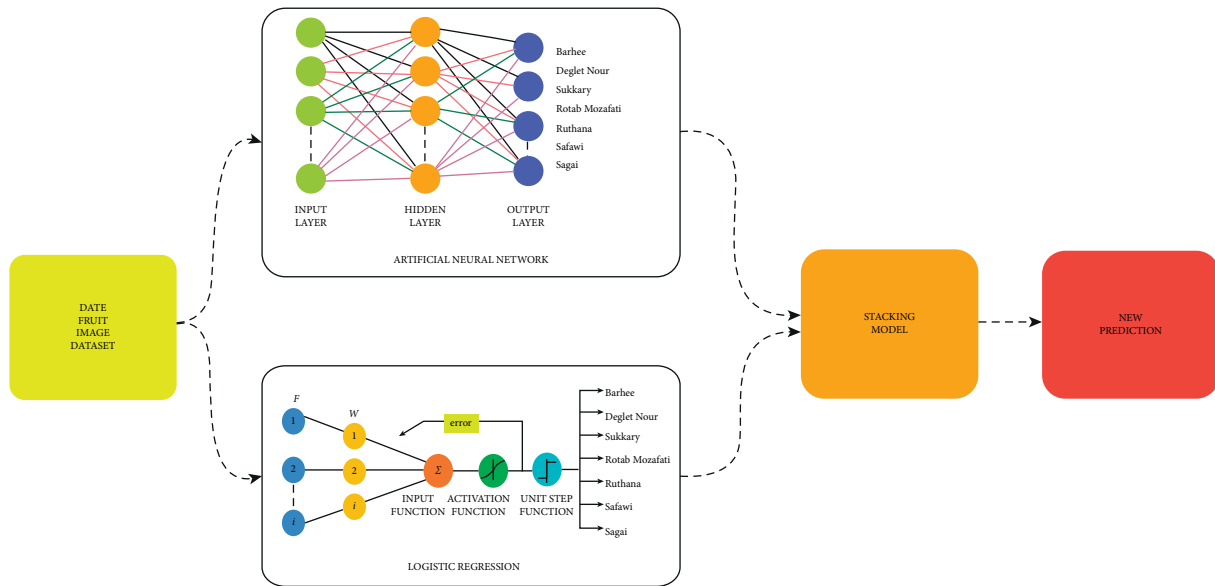 DATE
FRUIT
IMAGE
DATASET
Barhee
Deglet Nour
Sukkary
Rotab Mozafati
Ruthana
Safawi
Sagai
INPUT
LAYER
HIDDEN
LAYER
OUTPUT
LAYER
ARTIFICIAL NEURAL NETWORK
F
W
1
2
i
1
2
i
error
Σ
INPUT
FUNCTION
ACTIVATION
FUNCTION
UNIT STEP
FUNCTION
Barhee
Deglet Nour
Sukkary
Rotab Mozafati
Ruthana
Safawi
Sagai
LOGISTIC REGRESSION
STACKING
MODEL
NEW
PREDICTION